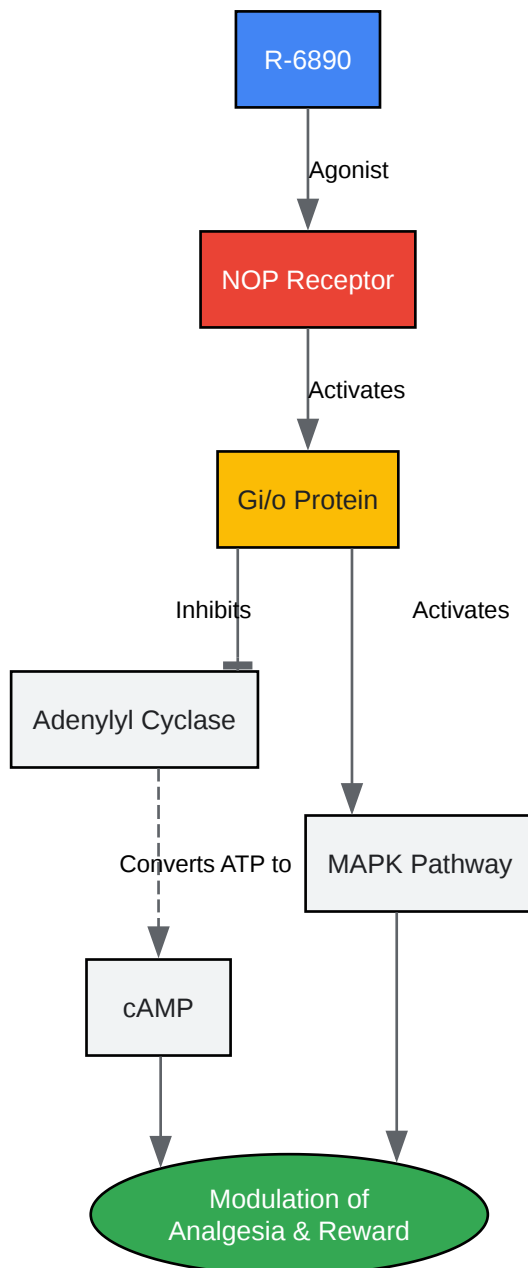 R-6890
Agonist
NOP Receptor
Activates
Gi/o Protein
Inhibits
Activates
Adenylyl Cyclase
Converts ATP to
MAPK Pathway
cAMP
Modulation of
Analgesia & Reward